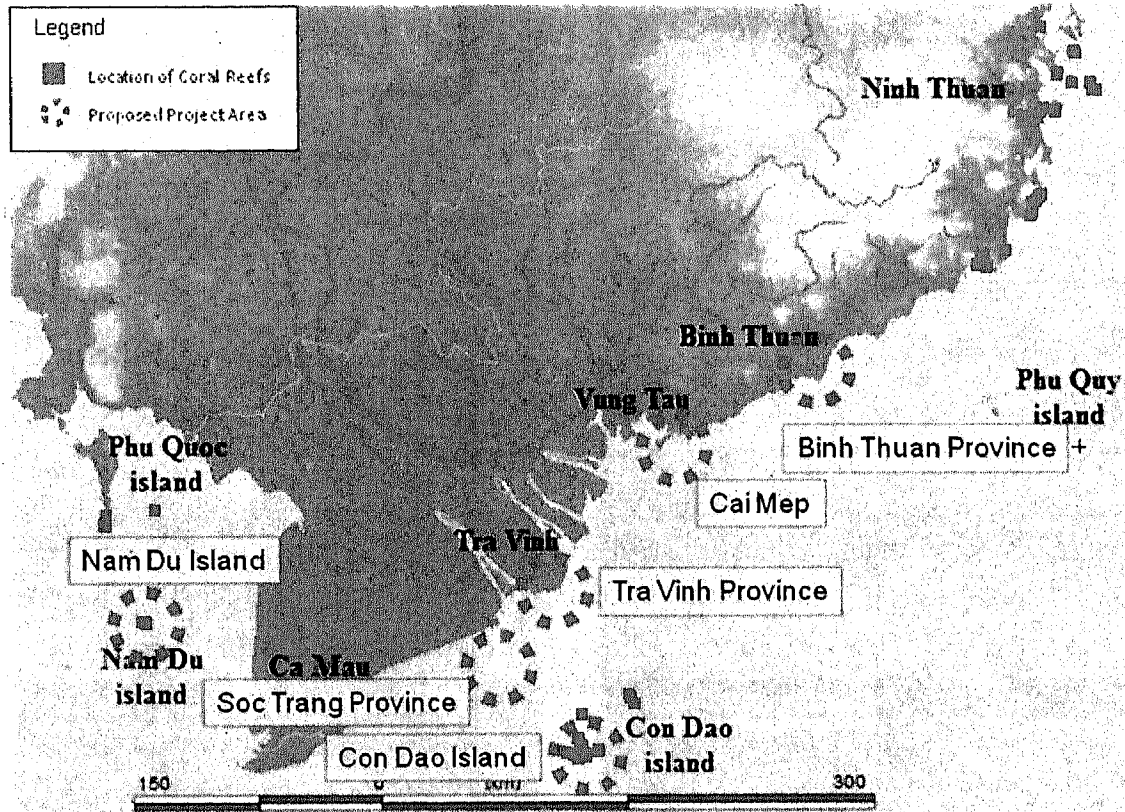 Legend
Location of Coral Reefs
Proposed Project Area
Ninh Thuan
Binh Thuan
Phu Quy
island
Vung Tau
Binh Thuan Province +
Phu Quoc
island
Cai Mep
Nam Du Island
Tra Vinh
Tra Vinh Province
Nam Du
island
Ca Mau
Soc Trang Province
Con Dao
island
Con Dao Island
150
0
300